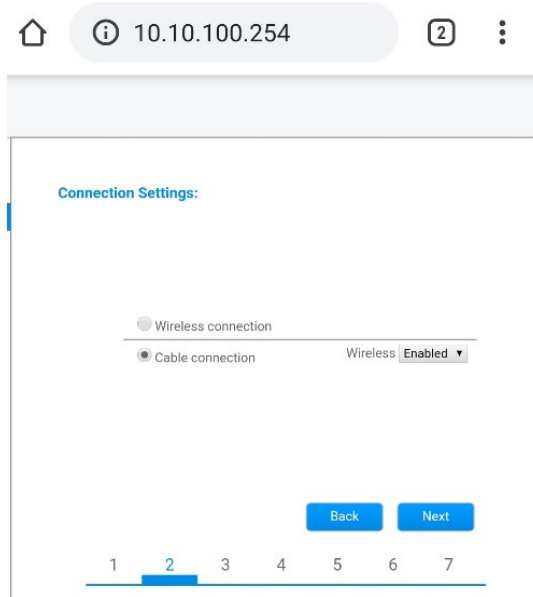 10.10.100.254 2
Connection Settings:
Wireless connection
Cable connection Wireless Enabled
Back Next
1 2 3 4 5 6 7